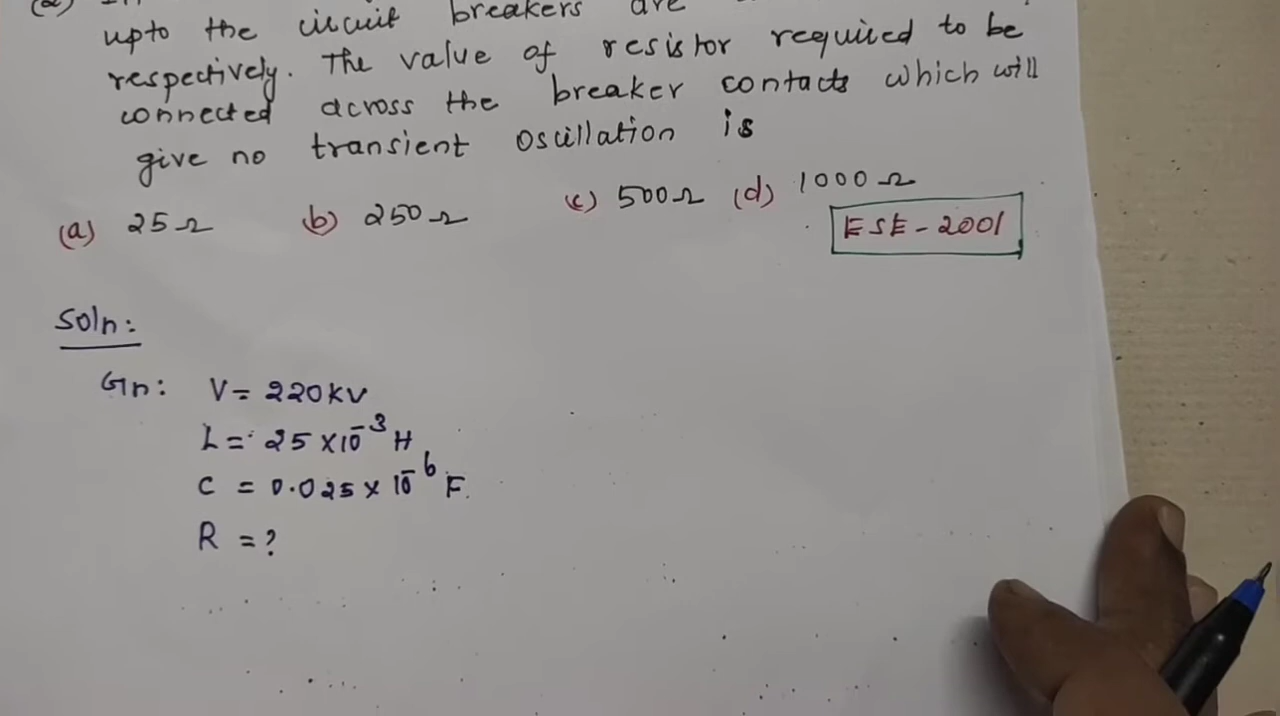 upto the circuit breakers are
respectively. The value of resistor required to be
connected across the breaker contacts which will
give no transient oscillation is
(a) 25Ω (b) 250Ω (c) 500Ω (d) 1000Ω
ESE-2001
Soln:
Gn: V = 220KV
L = 25 × 10⁻³ H
C = 0.025 × 10⁻⁶ F.
R = ?